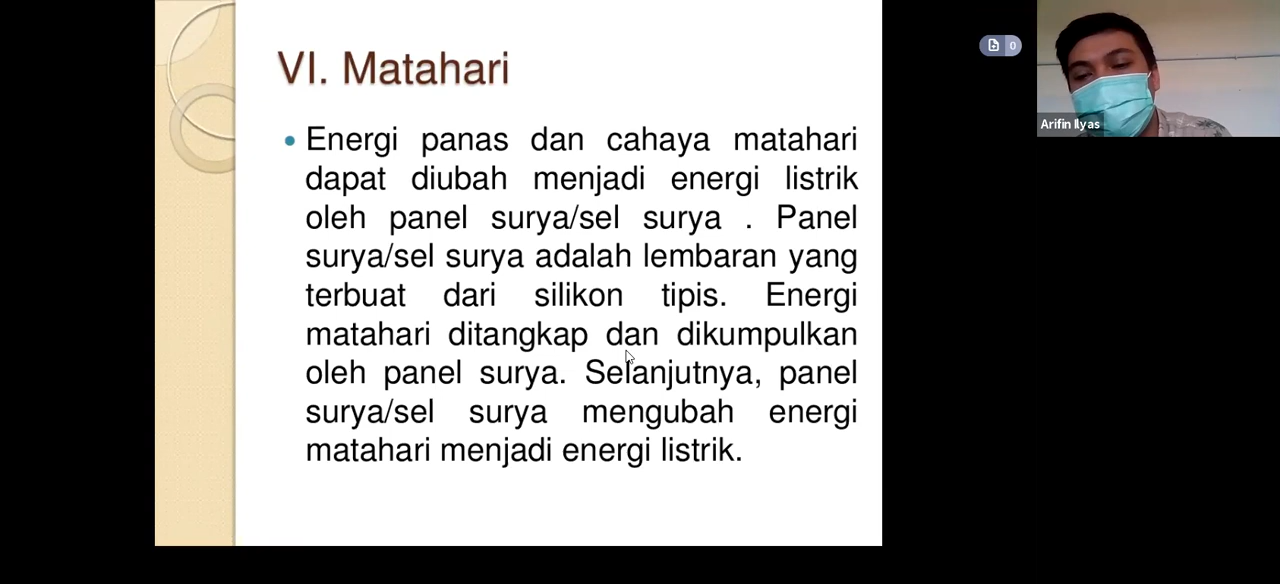 VI. Matahari
• Energi panas dan cahaya matahari
dapat diubah menjadi energi listrik
oleh panel surya/sel surya . Panel
surya/sel surya adalah lembaran yang
terbuat dari silikon tipis. Energi
matahari ditangkap dan dikumpulkan
oleh panel surya. Selanjutnya, panel
surya/sel surya mengubah energi
matahari menjadi energi listrik.
0
Arifin Ilyas